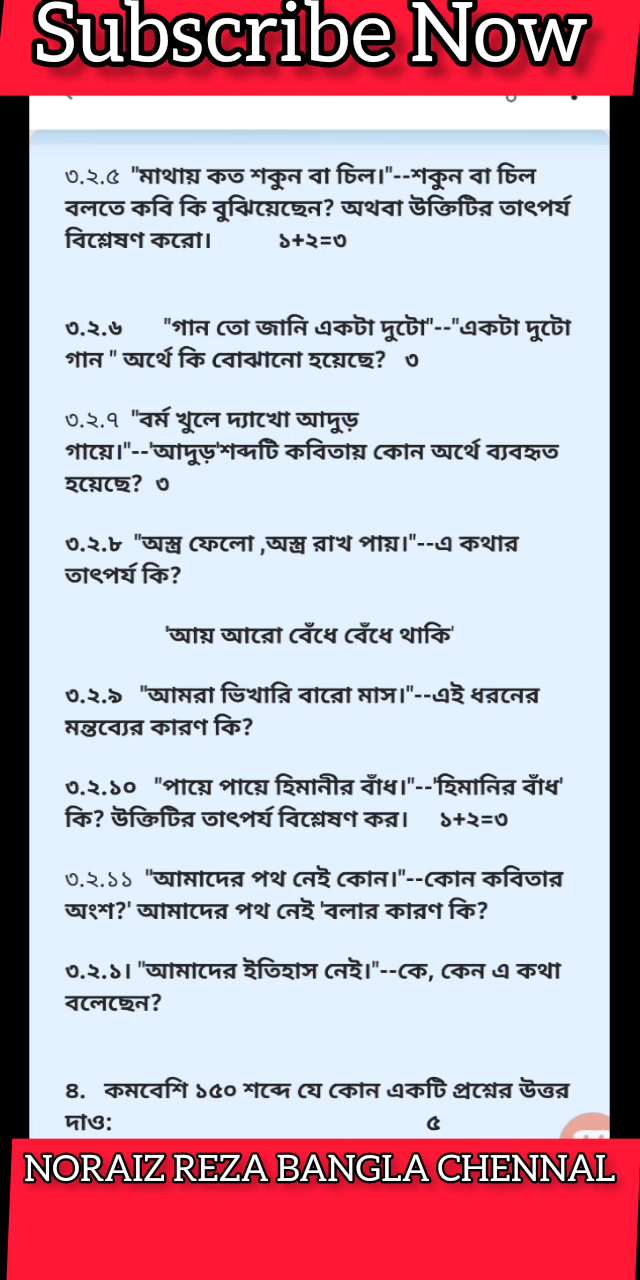 Subscribe Now
৩.২.৫ "মাথায় কত শকুন বা চিল।"--শকুন বা চিল
বলতে কবি কি বুঝিয়েছেন? অথবা উক্তিটির তাৎপর্য
বিশ্লেষণ করো। ১+২=৩
৩.২.৬ "গান তো জানি একটা দুটো"--"একটা দুটো
গান " অর্থে কি বোঝানো হয়েছে? ৩
৩.২.৭ "বর্ম খুলে দ্যাখো আদুড়
গায়ে।"--'আদুড়'শব্দটি কবিতায় কোন অর্থে ব্যবহৃত
হয়েছে? ৩
৩.২.৮ "অস্ত্র ফেলো ,অস্ত্র রাখ পায়।"--এ কথার
তাৎপর্য কি?
'আয় আরো বেঁধে বেঁধে থাকি'
৩.২.৯ "আমরা ভিখারি বারো মাস।"--এই ধরনের
মন্তব্যের কারণ কি?
৩.২.১০ "পায়ে পায়ে হিমানীর বাঁধ।"--'হিমানির বাঁধ'
কি? উক্তিটির তাৎপর্য বিশ্লেষণ কর। ১+২=৩
৩.২.১১ "আমাদের পথ নেই কোন।"--কোন কবিতার
অংশ?' আমাদের পথ নেই 'বলার কারণ কি?
৩.২.১। "আমাদের ইতিহাস নেই।"--কে, কেন এ কথা
বলেছেন?
৪. কমবেশি ১৫০ শব্দে যে কোন একটি প্রশ্নের উত্তর
দাও: ৫
NORAIZ REZA BANGLA CHENNAL